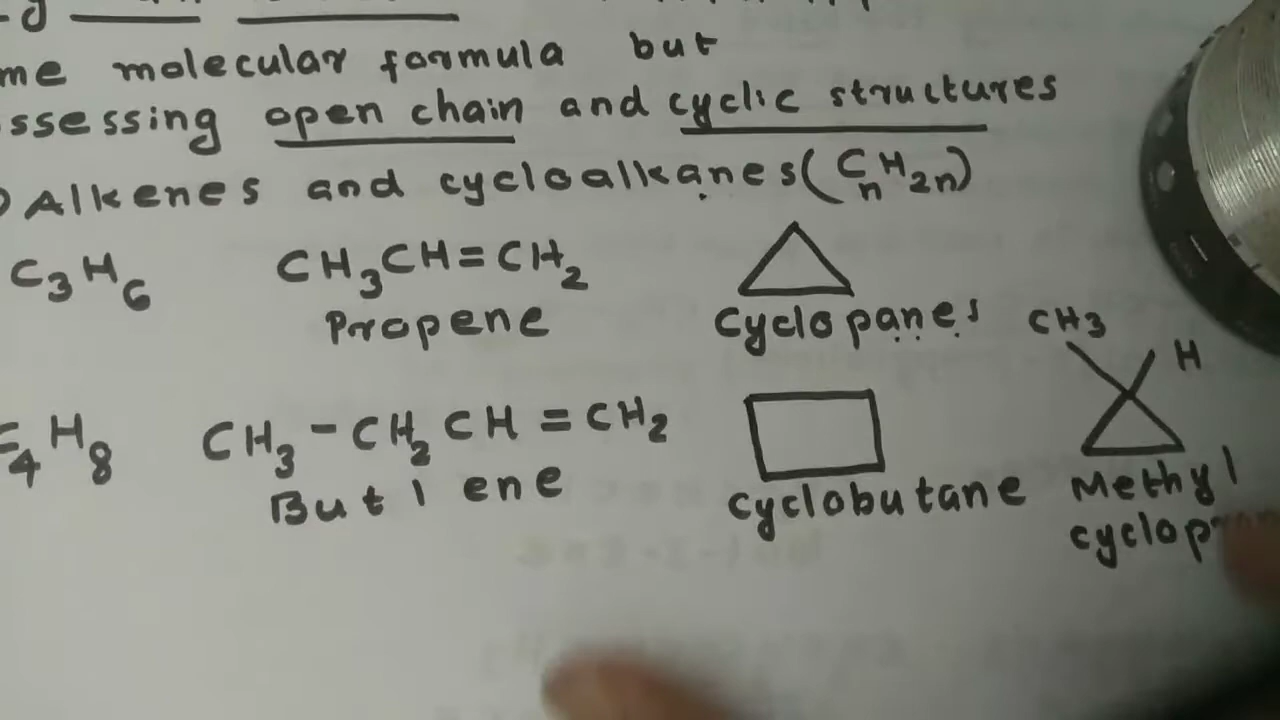 me molecular formula but
ssessing open chain and cyclic structures
Alkenes and cycloalkanes (CnH2n)
C3H6 CH3CH=CH2
Propene cyclopanes CH3
H
C4H8 CH3-CH2CH=CH2
But 1 ene cyclobutane Methyl
cyclop